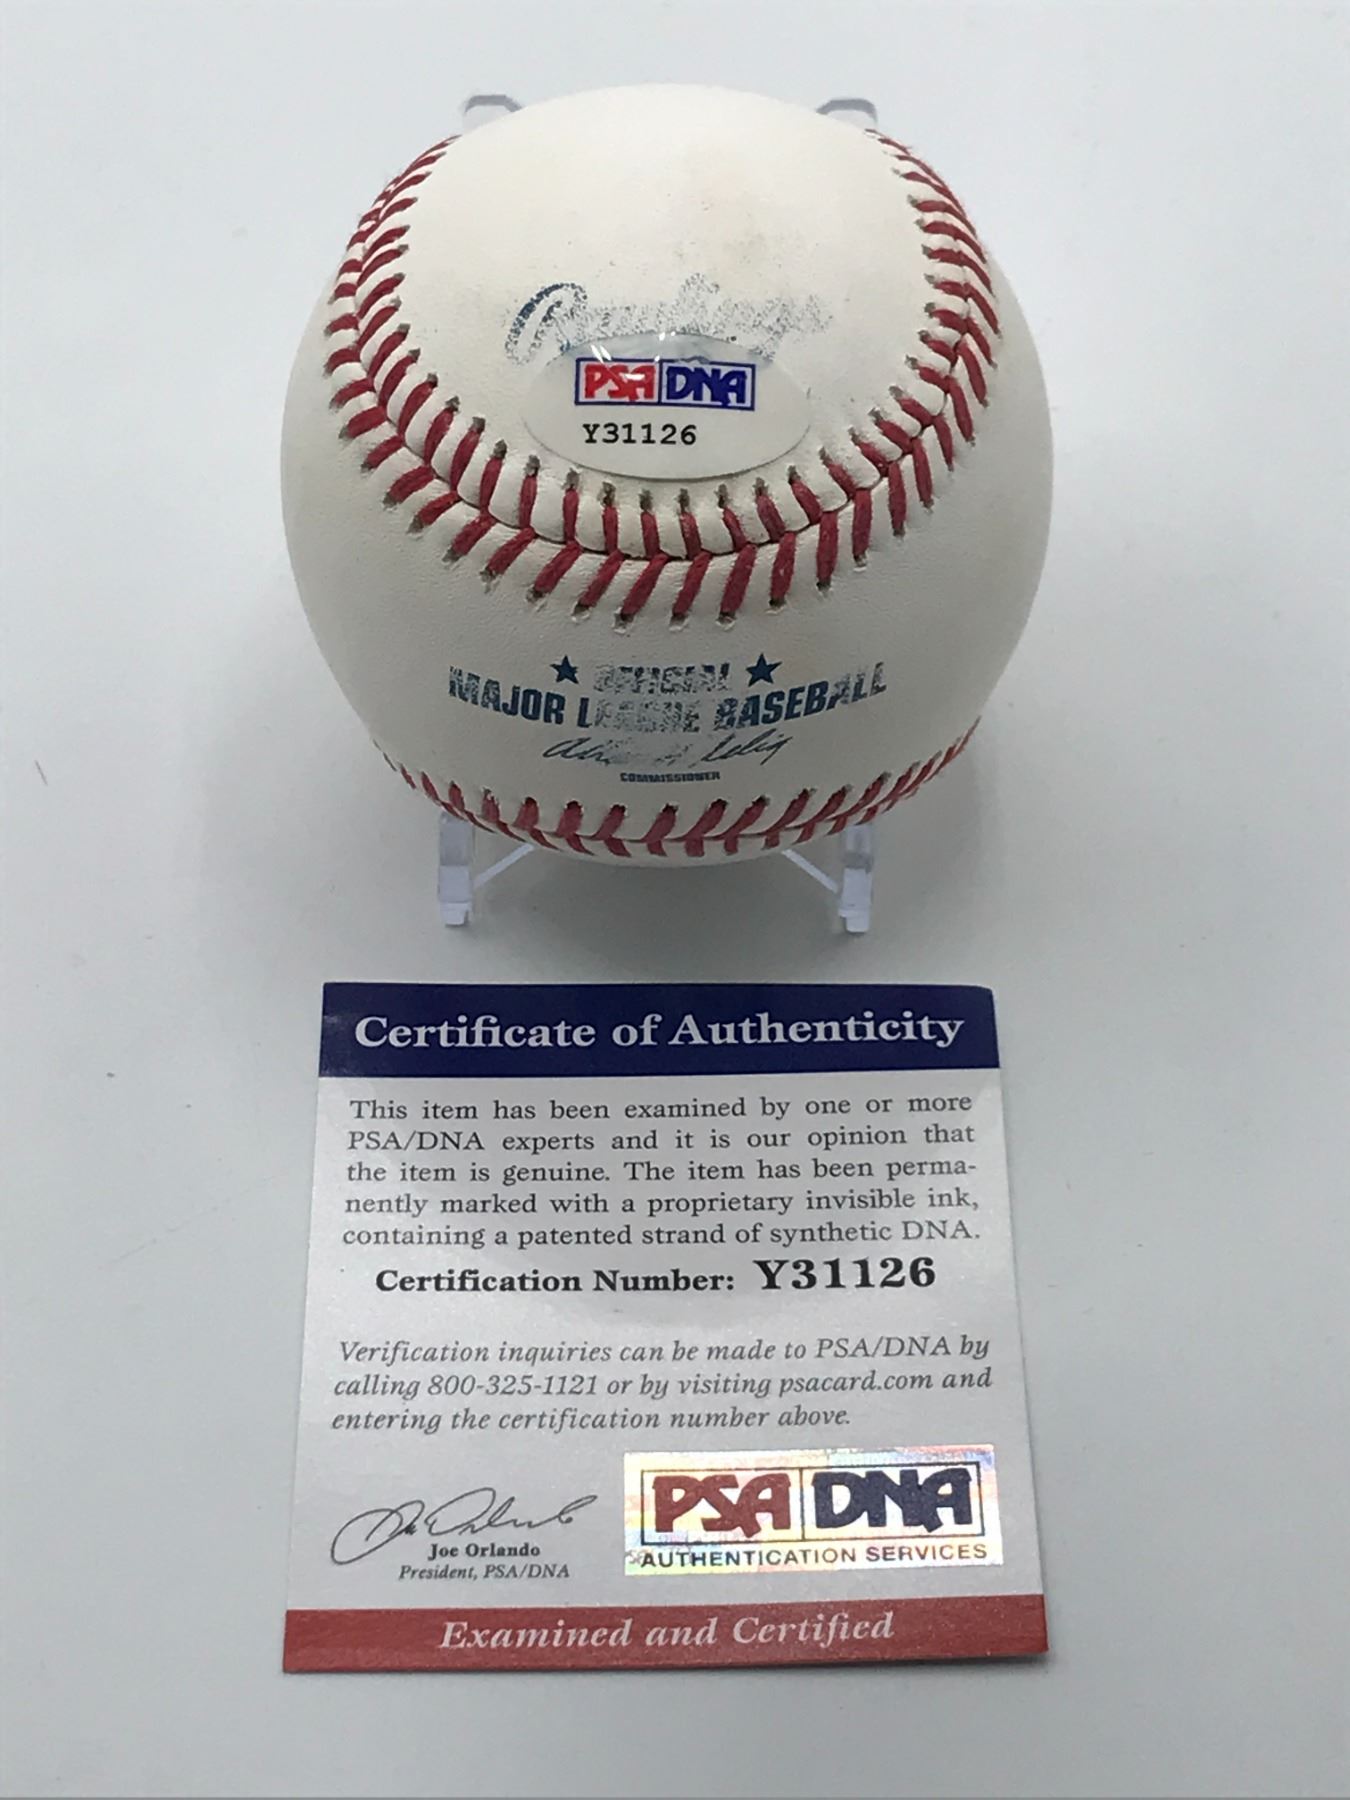 Rawlings
PSA DNA
Y31126
OFFICIAL
MAJOR LEAGUE BASEBALL
COMMISSIONER
Certificate of Authenticity
This item has been examined by one or more
PSA/DNA experts and it is our opinion that
the item is genuine. The item has been perma-
nently marked with a proprietary invisible ink,
containing a patented strand of synthetic DNA.
Certification Number: Y31126
Verification inquiries can be made to PSA/DNA by
calling 800-325-1121 or by visiting psacard.com and
entering the certification number above.
Joe Orlando
President, PSA/DNA
PSA DNA
AUTHENTICATION SERVICES
Examined and Certified